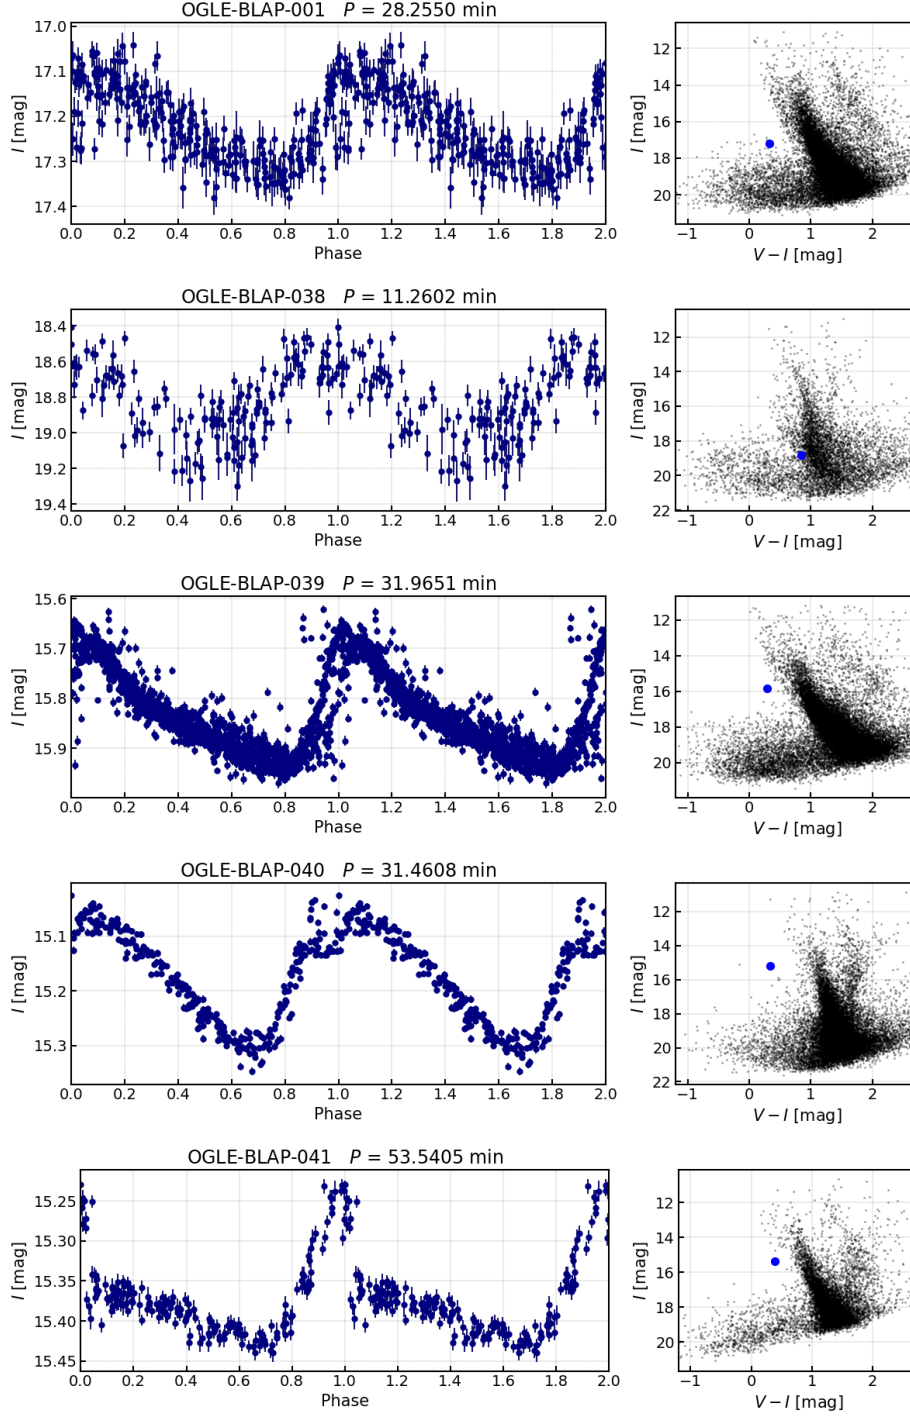 OGLE-BLAP-001 P = 28.2550 min
17.0
17.1
17.2
17.3
17.4
I [mag]
0.0 0.2 0.4 0.6 0.8 1.0 1.2 1.4 1.6 1.8 2.0
Phase
12
14
16
18
20
I [mag]
−1 0 1 2
V − I [mag]
OGLE-BLAP-038 P = 11.2602 min
18.4
18.6
18.8
19.0
19.2
19.4
I [mag]
0.0 0.2 0.4 0.6 0.8 1.0 1.2 1.4 1.6 1.8 2.0
Phase
12
14
16
18
20
22
I [mag]
−1 0 1 2
V − I [mag]
OGLE-BLAP-039 P = 31.9651 min
15.6
15.7
15.8
15.9
I [mag]
0.0 0.2 0.4 0.6 0.8 1.0 1.2 1.4 1.6 1.8 2.0
Phase
12
14
16
18
20
I [mag]
−1 0 1 2
V − I [mag]
OGLE-BLAP-040 P = 31.4608 min
15.1
15.2
15.3
I [mag]
0.0 0.2 0.4 0.6 0.8 1.0 1.2 1.4 1.6 1.8 2.0
Phase
12
14
16
18
20
22
I [mag]
−1 0 1 2
V − I [mag]
OGLE-BLAP-041 P = 53.5405 min
15.25
15.30
15.35
15.40
15.45
I [mag]
0.0 0.2 0.4 0.6 0.8 1.0 1.2 1.4 1.6 1.8 2.0
Phase
12
14
16
18
20
I [mag]
−1 0 1 2
V − I [mag]